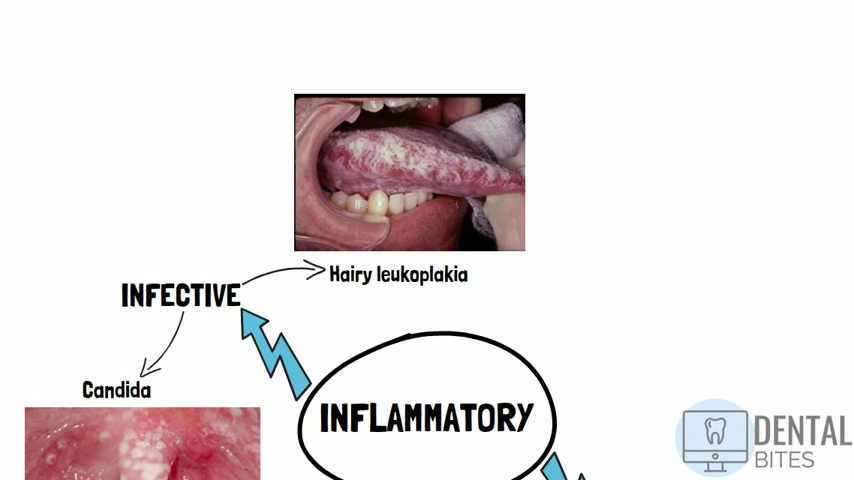 Hairy leukoplakia
INFECTIVE
Candida
INFLAMMATORY
DENTAL
BITES